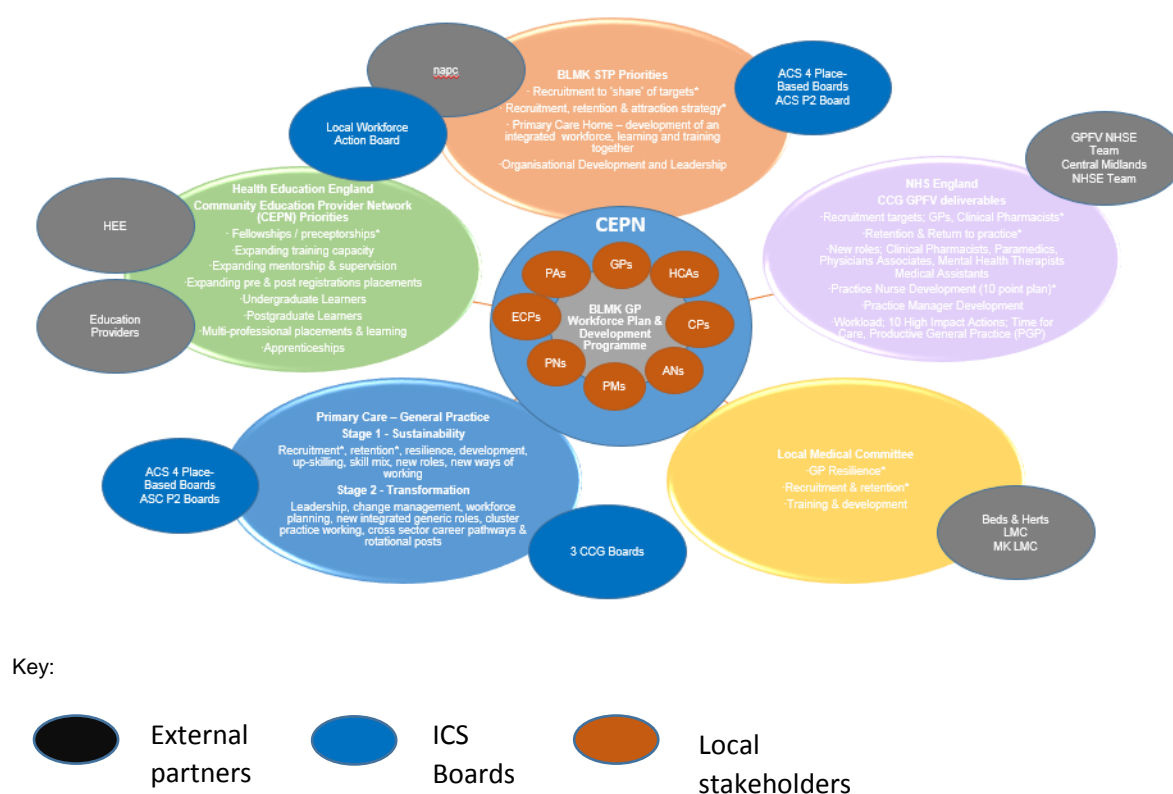 napc
BLMK STP Priorities
·Recruitment to 'share' of targets*
·Recruitment, retention & attraction strategy*
·Primary Care Home – development of an
integrated workforce, learning and training
together
·Organisational Development and Leadership
ACS 4 Place-
Based Boards
ACS P2 Board
Local Workforce
Action Board
GPFV NHSE
Team
Central Midlands
NHSE Team
Health Education England
Community Education Provider Network
(CEPN) Priorities
·Fellowships / preceptorships*
·Expanding training capacity
·Expanding mentorship & supervision
·Expanding pre & post registrations placements
·Undergraduate Learners
·Postgraduate Learners
·Multi-professional placements & learning
·Apprenticeships
HEE
Education
Providers
NHS England
CCG GPFV deliverables
·Recruitment targets; GPs, Clinical Pharmacists*
·Retention & Return to practice*
·New roles; Clinical Pharmacists, Paramedics,
Physicians Associates, Mental Health Therapists
Medical Assistants
·Practice Nurse Development (10 point plan)*
·Practice Manager Development
·Workload; 10 High Impact Actions; Time for
Care, Productive General Practice (PGP)
CEPN
PAs
GPs
HCAs
ECPs
CPs
PNs
PMs
ANs
BLMK GP
Workforce Plan &
Development
Programme
Primary Care – General Practice
Stage 1 - Sustainability
Recruitment*, retention*, resilience, development,
up-skilling, skill mix, new roles, new ways of
working
Stage 2 - Transformation
Leadership, change management, workforce
planning, new integrated generic roles, cluster
practice working, cross sector career pathways &
rotational posts
ACS 4 Place-
Based Boards
ASC P2 Boards
3 CCG Boards
Local Medical Committee
·GP Resilience*
·Recruitment & retention*
·Training & development
Beds & Herts
LMC
MK LMC
Key:
External
partners
ICS
Boards
Local
stakeholders